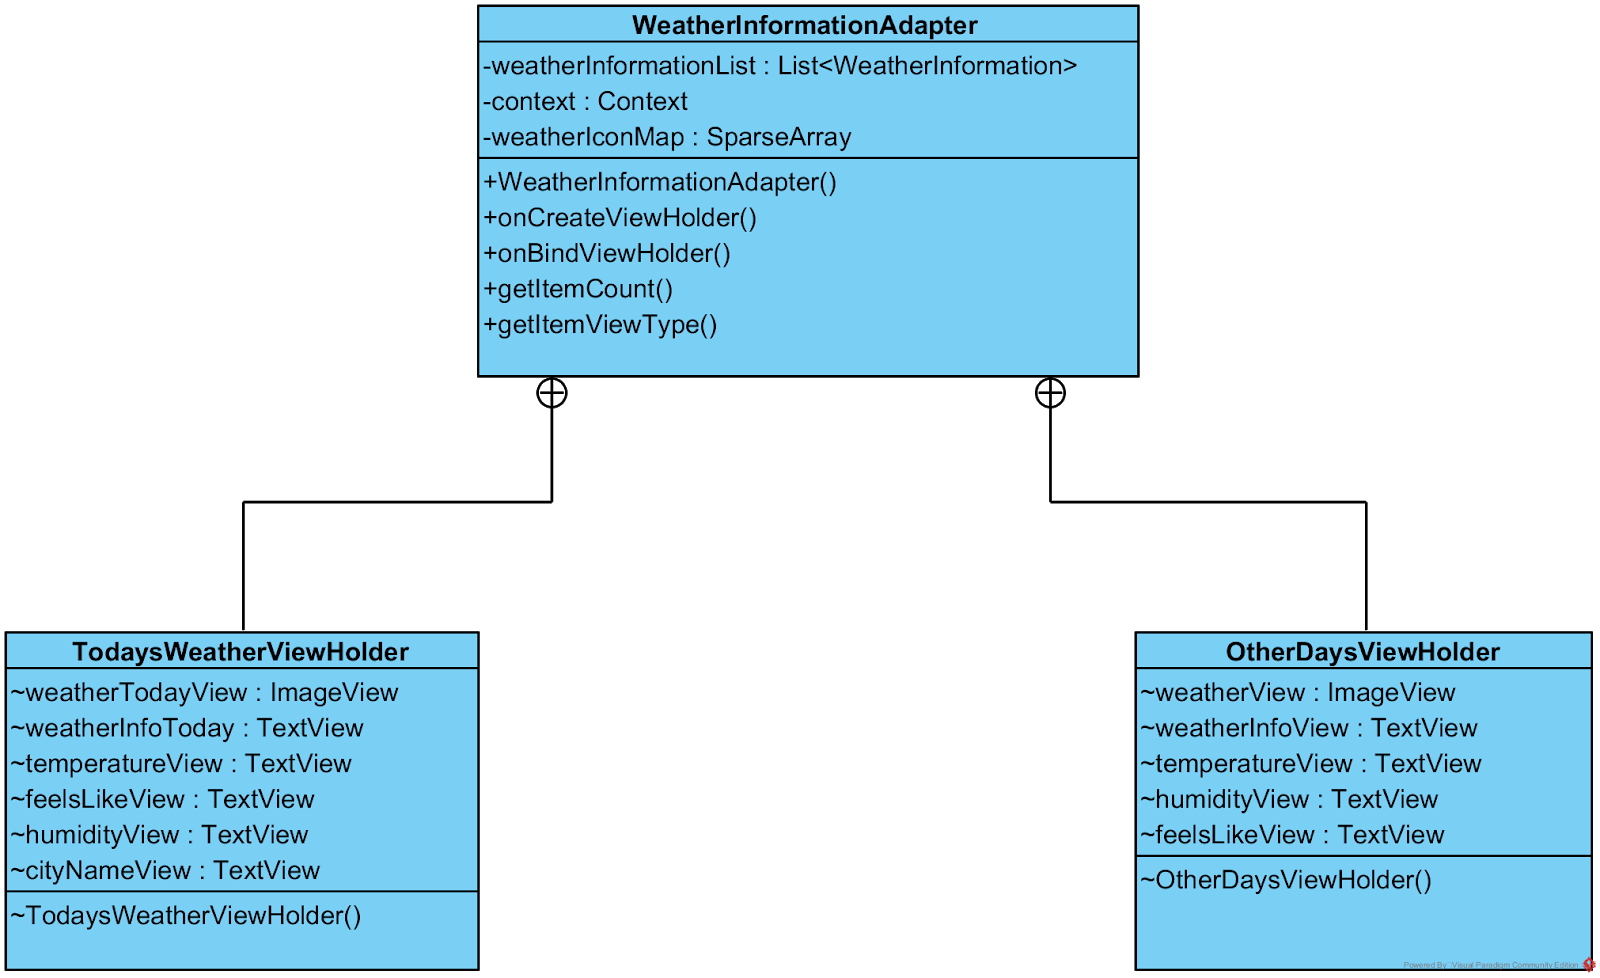 WeatherInformationAdapter
-weatherInformationList : List<WeatherInformation>
-context : Context
-weatherIconMap : SparseArray
+WeatherInformationAdapter()
+onCreateViewHolder()
+onBindViewHolder()
+getItemCount()
+getItemViewType()
TodaysWeatherViewHolder
~weatherTodayView : ImageView
~weatherInfoToday : TextView
~temperatureView : TextView
~feelsLikeView : TextView
~humidityView : TextView
~cityNameView : TextView
~TodaysWeatherViewHolder()
OtherDaysViewHolder
~weatherView : ImageView
~weatherInfoView : TextView
~temperatureView : TextView
~humidityView : TextView
~feelsLikeView : TextView
~OtherDaysViewHolder()
Powered By Visual Paradigm Community Edition